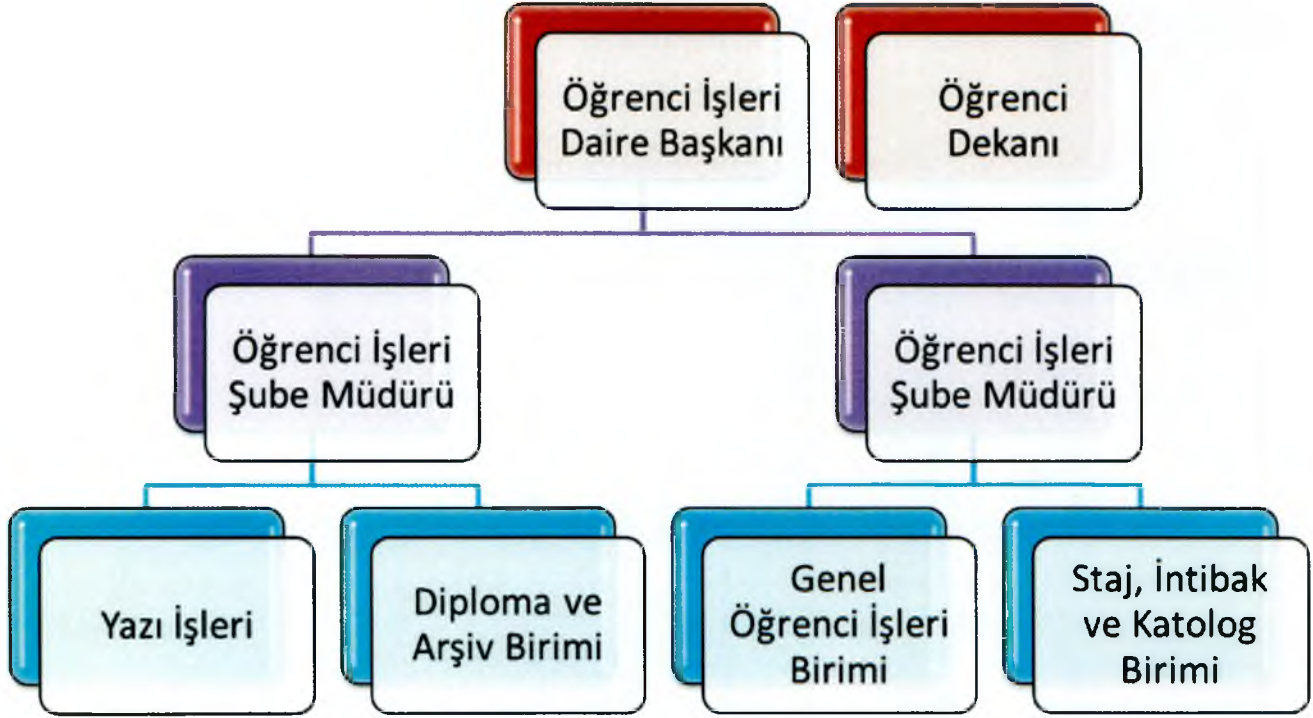 Öğrenci İşleri
Daire Başkanı
Öğrenci
Dekanı
Öğrenci İşleri
Şube Müdürü
Öğrenci İşleri
Şube Müdürü
Yazı İşleri
Diploma ve
Arşiv Birimi
Genel
Öğrenci İşleri
Birimi
Staj, İntibak
ve Katolog
Birimi